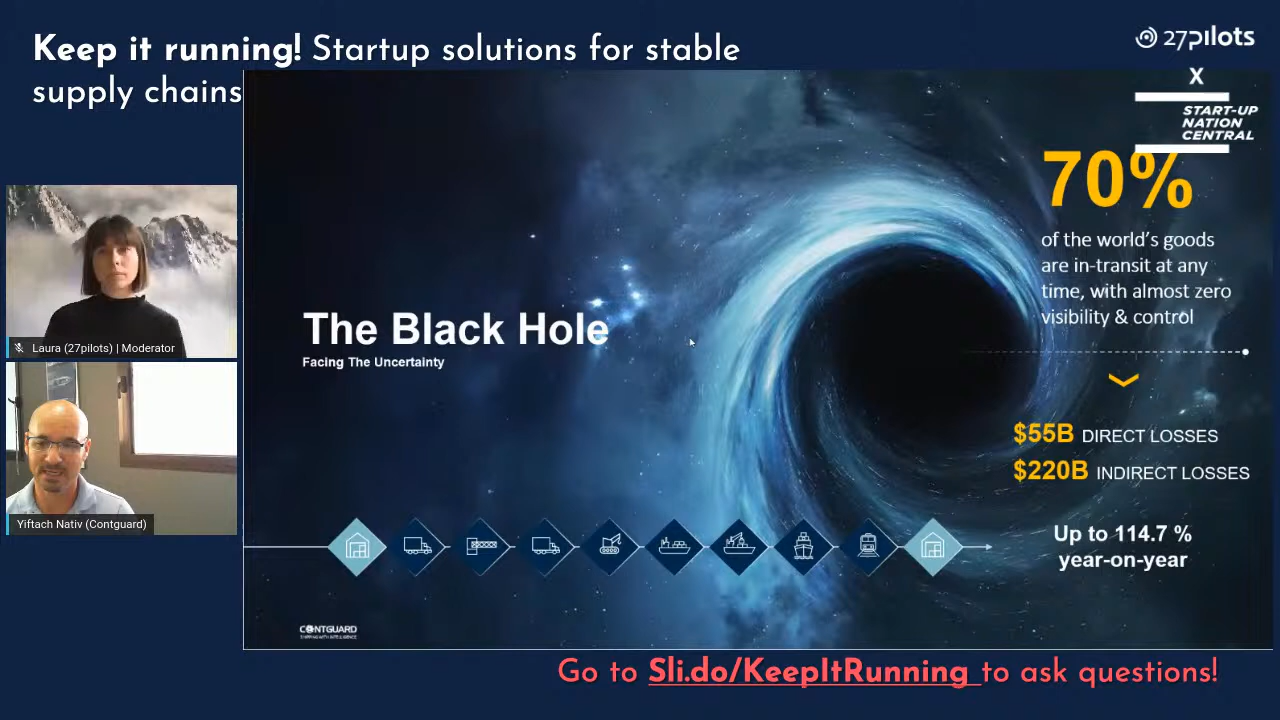 Keep it running! Startup solutions for stable
supply chains
27pilots
X
START-UP
NATION
CENTRAL
70%
of the world's goods
are in-transit at any
time, with almost zero
visibility & control
The Black Hole
Facing The Uncertainty
$55B DIRECT LOSSES
$220B INDIRECT LOSSES
Up to 114.7 %
year-on-year
Laura (27pilots) | Moderator
Yiftach Nativ (Contguard)
CONTGUARD
SHIPPING WITH INTELLIGENCE
Go to Sli.do/KeepItRunning to ask questions!